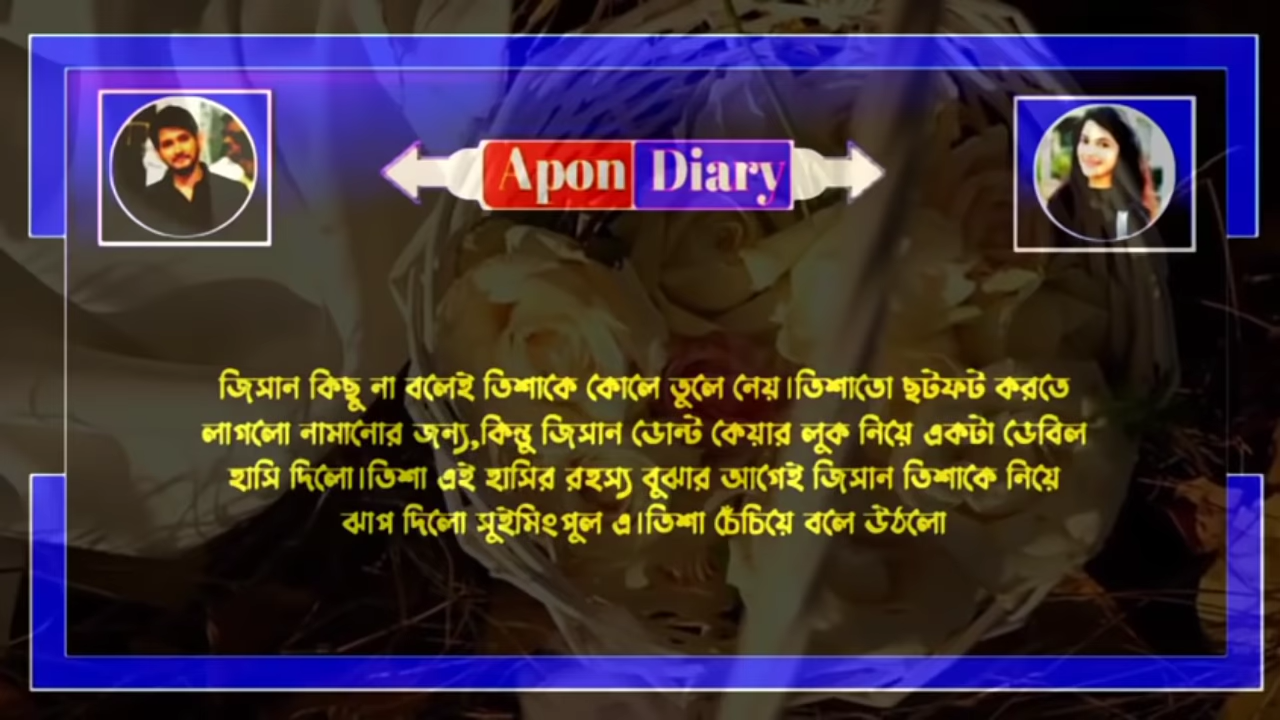 Apon Diary
জিসান কিছু না বলেই তিশাকে কোলে তুলে নেয়।তিশাতো ছটফট করতে
লাগলো নামানোর জন্য,কিন্তু জিসান ডোন্ট কেয়ার লুক নিয়ে একটা ডেবিল
হাসি দিলো।তিশা এই হাসির রহস্য বুঝার আগেই জিসান তিশাকে নিয়ে
ঝাপ দিলো সুইমিংপুল এ।তিশা চেঁচিয়ে বলে উঠলো